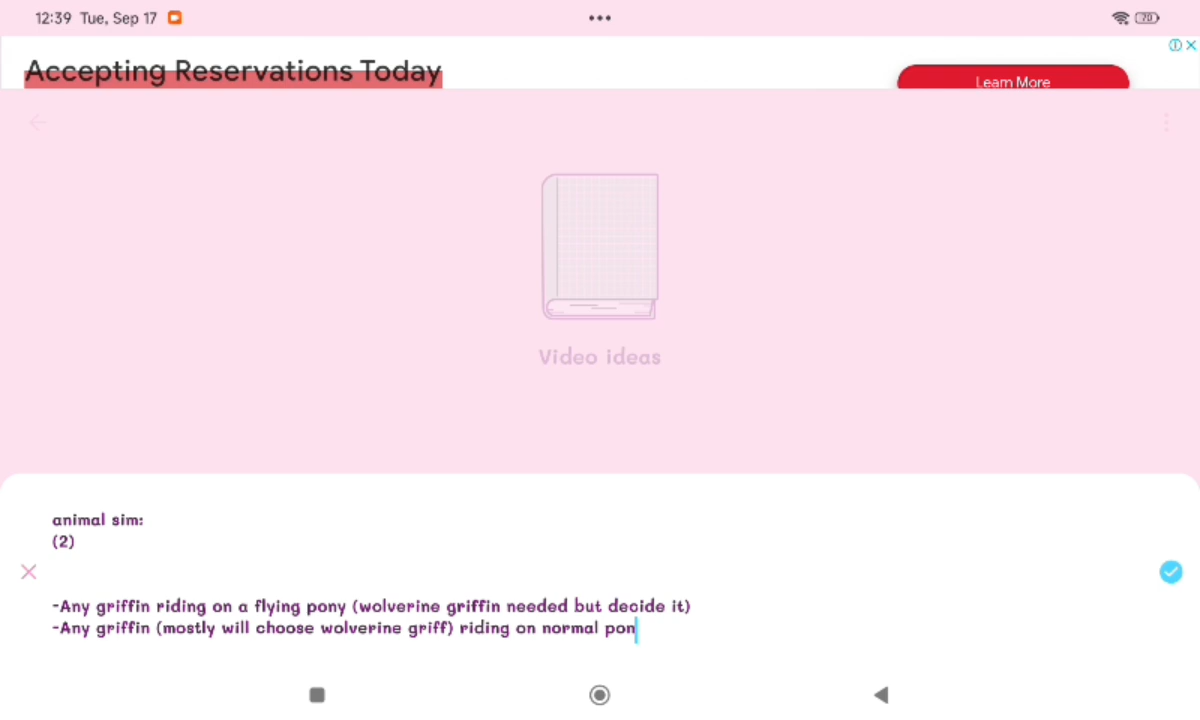 12:39 Tue, Sep 17
70
Accepting Reservations Today
Learn More
Video ideas
animal sim:
(2)
-Any griffin riding on a flying pony (wolverine griffin needed but decide it)
-Any griffin (mostly will choose wolverine griff) riding on normal pon